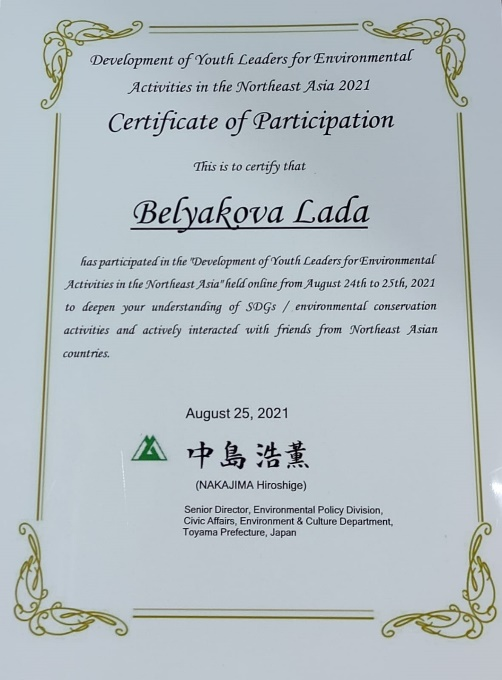 Development of Youth Leaders for Environmental
Activities in the Northeast Asia 2021
Certificate of Participation
This is to certify that
Belyakova Lada
has participated in the "Development of Youth Leaders for Environmental
Activities in the Northeast Asia" held online from August 24th to 25th, 2021
to deepen your understanding of SDGs / environmental conservation
activities and actively interacted with friends from Northeast Asian
countries.
August 25, 2021
中島 浩薫
(NAKAJIMA Hiroshige)
Senior Director, Environmental Policy Division,
Civic Affairs, Environment & Culture Department,
Toyama Prefecture, Japan